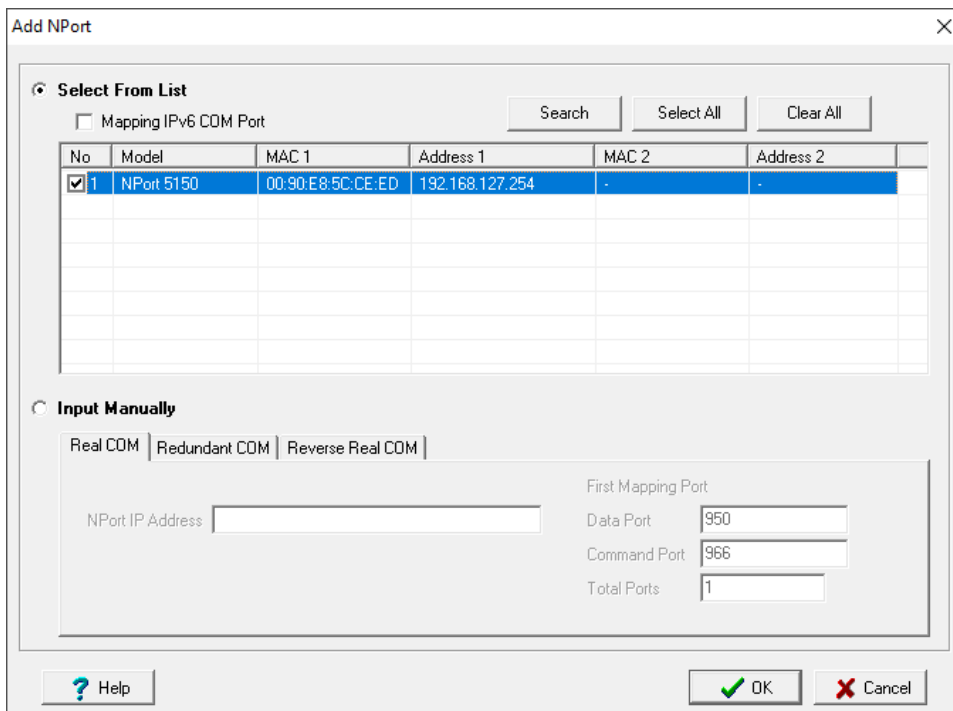 Add NPort
Select From List
Mapping IPv6 COM Port
Search
Select All
Clear All
No Model MAC 1 Address 1 MAC 2 Address 2
1 NPort 5150 00:90:E8:5C:CE:ED 192.168.127.254 - -
Input Manually
Real COM Redundant COM Reverse Real COM
First Mapping Port
NPort IP Address
Data Port 950
Command Port 966
Total Ports 1
? Help
OK
Cancel